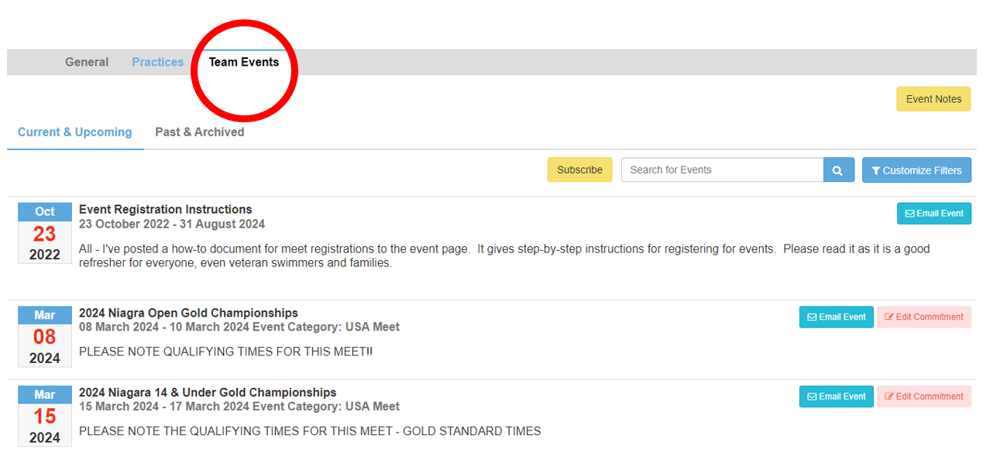 General Practices Team Events
Event Notes
Current & Upcoming Past & Archived
Subscribe Search for Events Customize Filters
Oct
23
2022
Event Registration Instructions
23 October 2022 - 31 August 2024
Email Event
All - I've posted a how-to document for meet registrations to the event page.  It gives step-by-step instructions for registering for events.  Please read it as it is a good
refresher for everyone, even veteran swimmers and families.
Mar
08
2024
2024 Niagra Open Gold Championships
08 March 2024 - 10 March 2024 Event Category: USA Meet
Email Event Edit Commitment
PLEASE NOTE QUALIFYING TIMES FOR THIS MEET!!
Mar
15
2024
2024 Niagara 14 & Under Gold Championships
15 March 2024 - 17 March 2024 Event Category: USA Meet
Email Event Edit Commitment
PLEASE NOTE THE QUALIFYING TIMES FOR THIS MEET - GOLD STANDARD TIMES